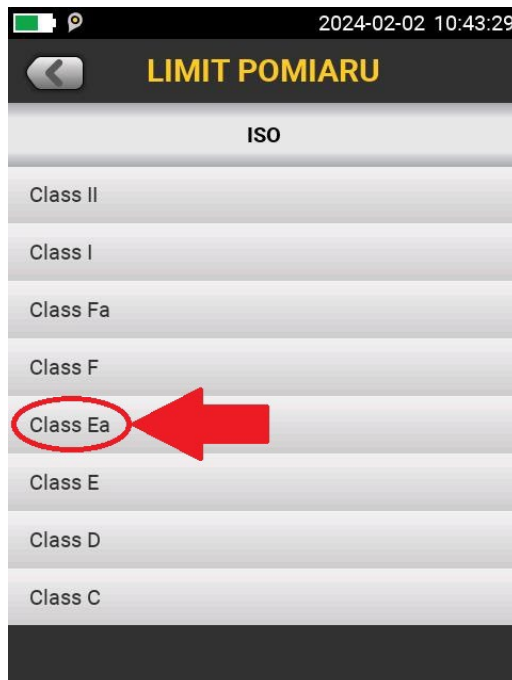 2024-02-02 10:43:29
LIMIT POMIARU
ISO
Class II
Class I
Class Fa
Class F
Class Ea
Class E
Class D
Class C